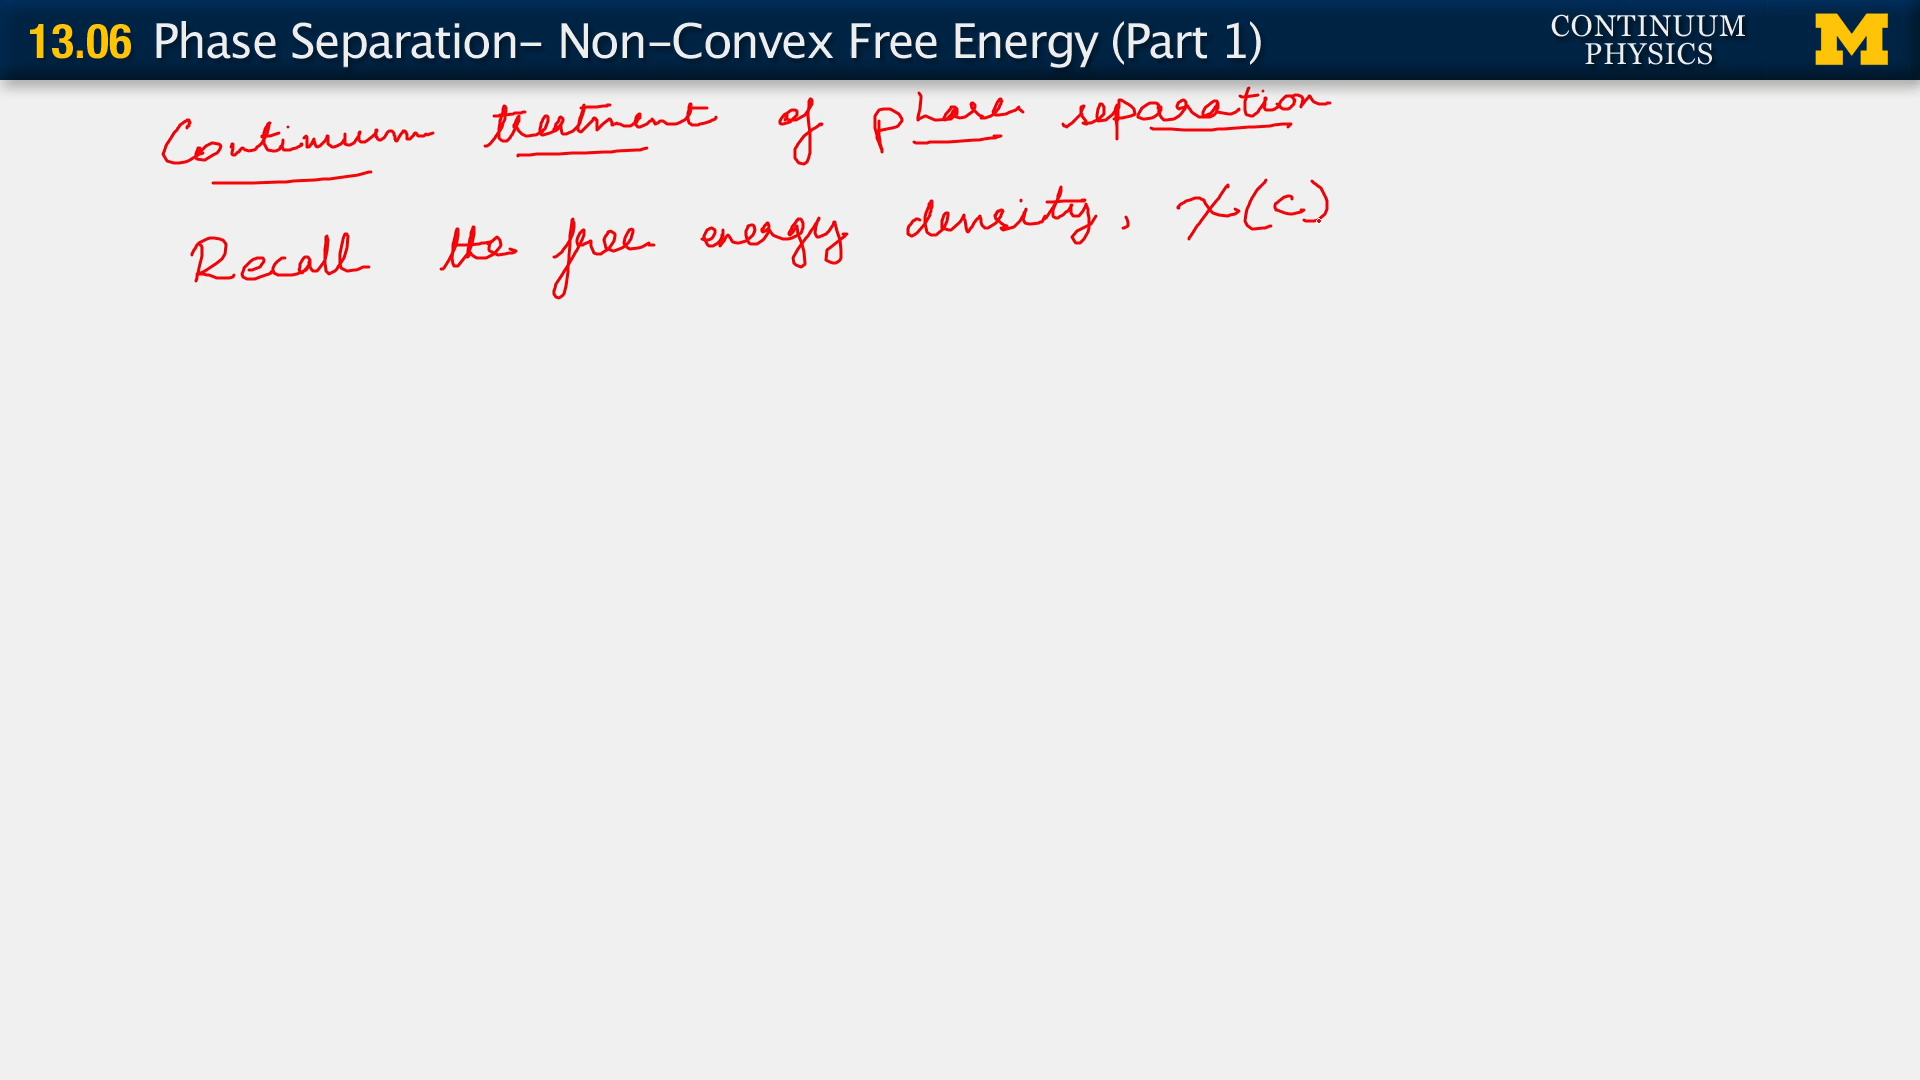 13.06 Phase Separation– Non–Convex Free Energy (Part 1)
CONTINUUM
PHYSICS
M
Continuum treatment of phase separation
Recall the free energy density, χ(c)